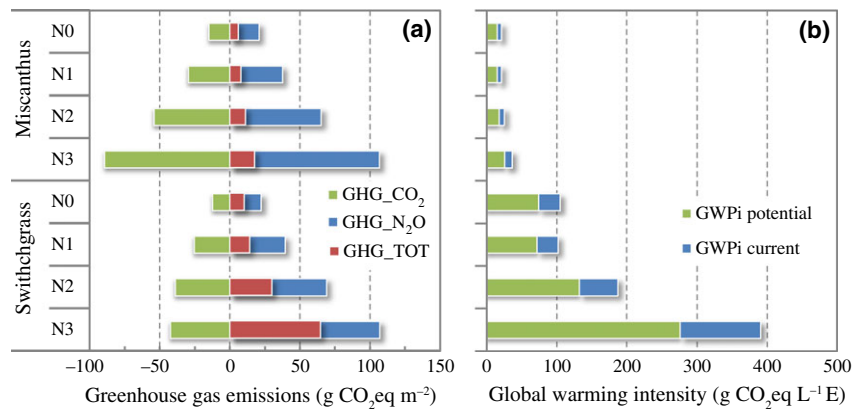 (a)
(b)
Miscanthus
N0
N1
N2
N3
Swithchgrass
N0
N1
N2
N3
GHG_CO₂
GHG_N₂O
GHG_TOT
GWPi potential
GWPi current
−100 −50 0 50 100 150
Greenhouse gas emissions (g CO₂eq m⁻²)
0 100 200 300 400 500
Global warming intensity (g CO₂eq L⁻¹ E)